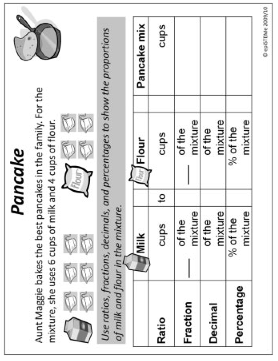 Pancake
Aunt Maggie bakes the best pancakes in the family. For the
mixture, she uses 6 cups of milk and 4 cups of flour.
flour
Use ratios, fractions, decimals, and percentages to show the proportions
of milk and flour in the mixture.
Milk Flour Pancake mix
Ratio cups to cups cups
Fraction ___ of the mixture ___ of the mixture
Decimal of the mixture of the mixture
Percentage % of the mixture % of the mixture